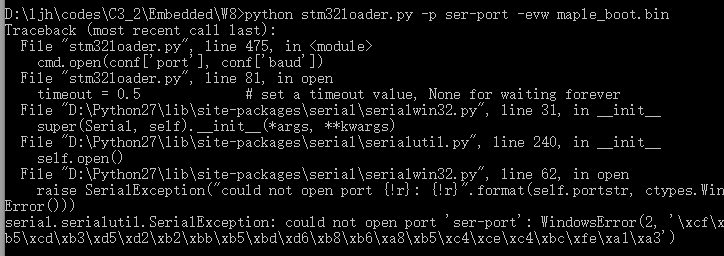 D:\ljh\codes\C3_2\Embedded\W8>python stm32loader.py -p ser-port -evw maple_boot.bin
Traceback (most recent call last):
  File "stm32loader.py", line 475, in <module>
    cmd.open(conf['port'], conf['baud'])
  File "stm32loader.py", line 81, in open
    timeout = 0.5             # set a timeout value, None for waiting forever
  File "D:\Python27\lib\site-packages\serial\serialwin32.py", line 31, in __init__
    super(Serial, self).__init__(*args, **kwargs)
  File "D:\Python27\lib\site-packages\serial\serialutil.py", line 240, in __init__
    self.open()
  File "D:\Python27\lib\site-packages\serial\serialwin32.py", line 62, in open
    raise SerialException("could not open port {!r}: {!r}".format(self.portstr, ctypes.Win
Error()))
serial.serialutil.SerialException: could not open port 'ser-port': WindowsError(2, '\xcf\x
b5\xcd\xb3\xd5\xd2\xb2\xbb\xb5\xbd\xd6\xb8\xb6\xa8\xb5\xc4\xce\xc4\xbc\xfe\xa1\xa3')